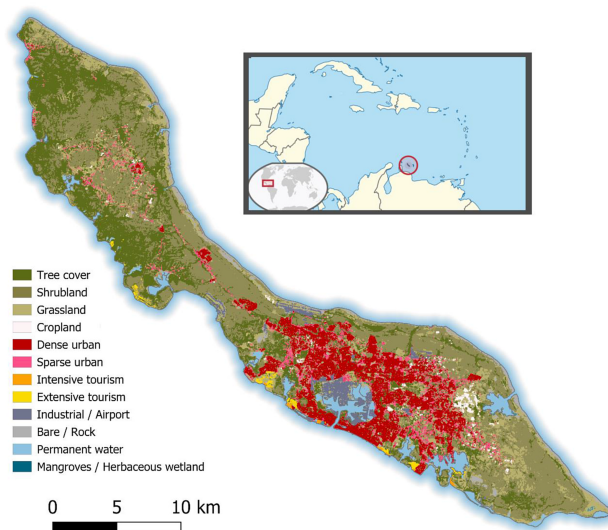 Tree cover
Shrubland
Grassland
Cropland
Dense urban
Sparse urban
Intensive tourism
Extensive tourism
Industrial / Airport
Bare / Rock
Permanent water
Mangroves / Herbaceous wetland
0 5 10 km